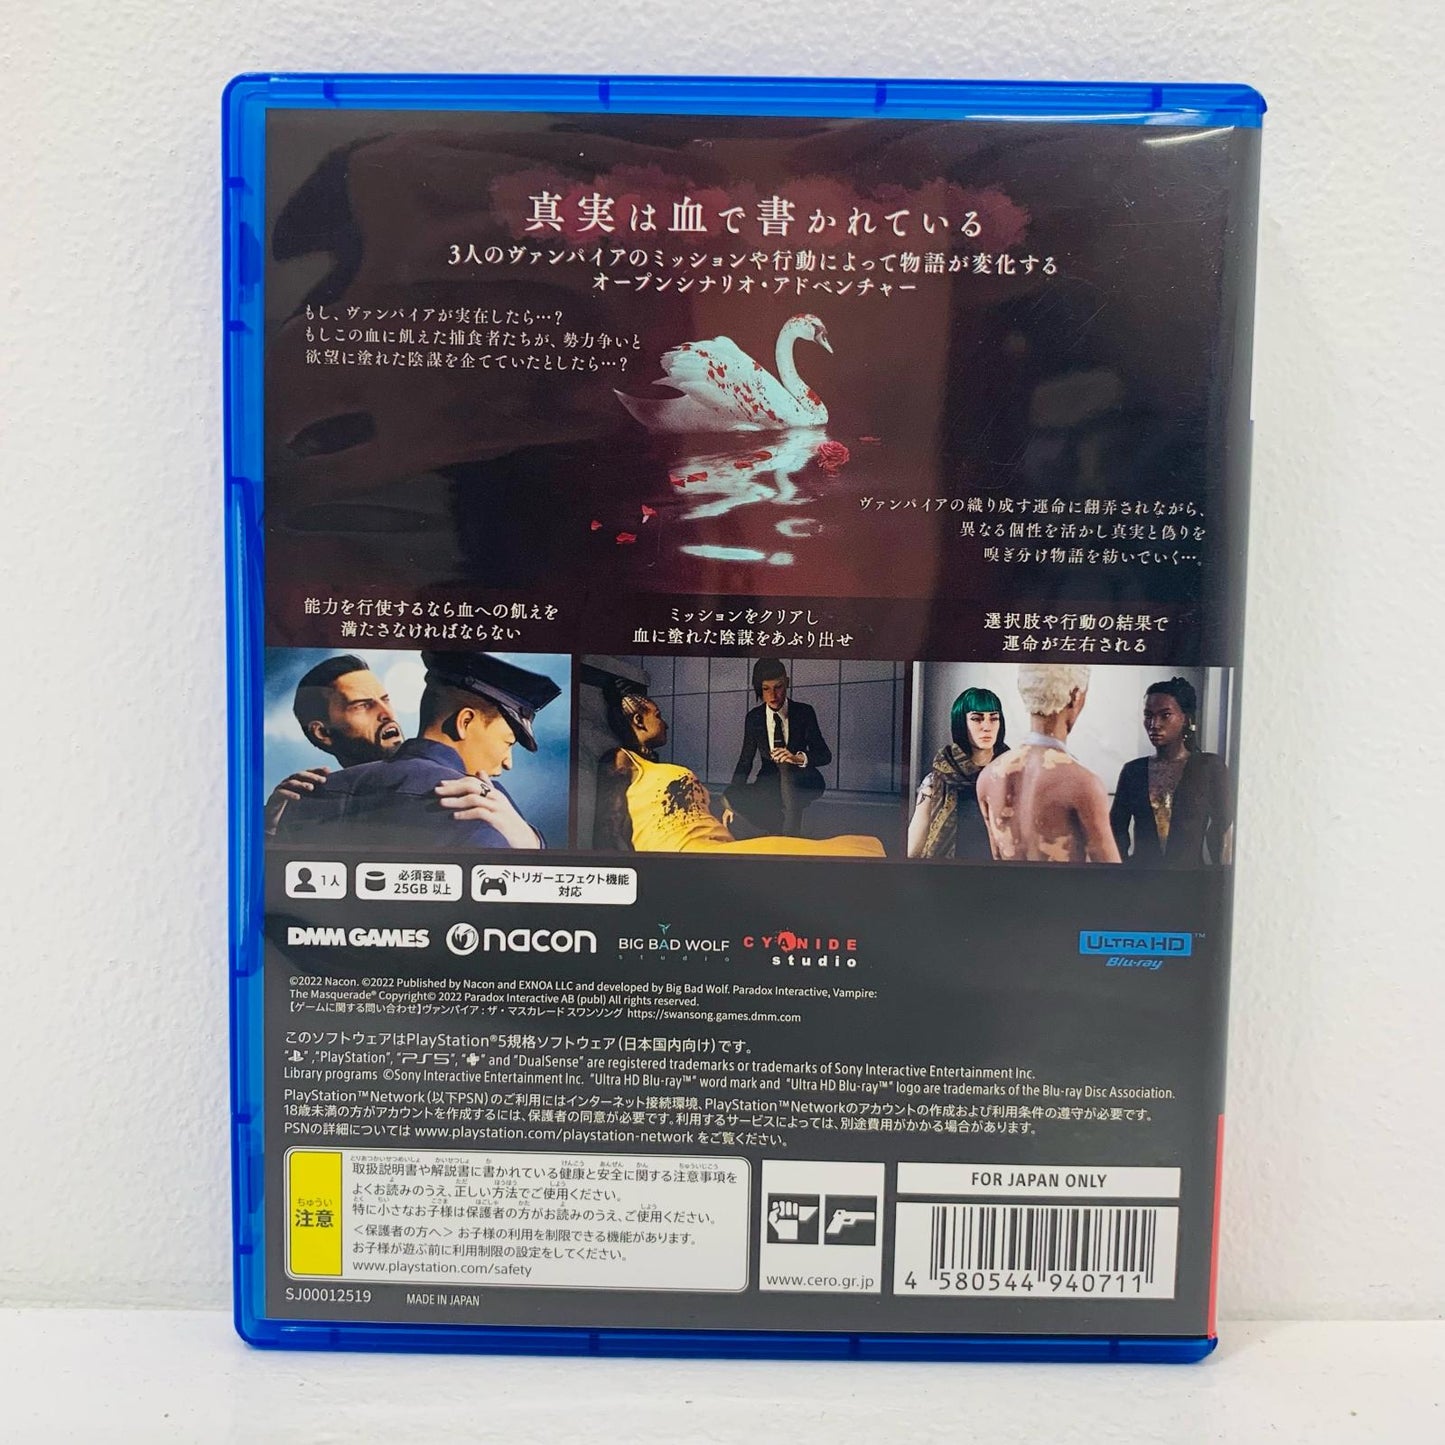 真実は血で書かれている
3人のヴァンパイアのミッションや行動によって物語が変化する
オープンシナリオ・アドベンチャー
もし、ヴァンパイアが実在したら…?
もしこの血に飢えた捕食者たちが、勢力争いと
欲望に塗れた陰謀を企てていたとしたら…?
ヴァンパイアの織り成す運命に翻弄されながら、
異なる個性を活かし真実と偽りを
嗅ぎ分け物語を紡いでいく…。
能力を行使するなら血への飢えを
満たさなければならない
ミッションをクリアし
血に塗れた陰謀をあぶり出せ
選択肢や行動の結果で
運命が左右される
1人
必須容量
25GB 以上
トリガーエフェクト機能
対応
DMM GAMES
nacon
BIG BAD WOLF
studio
CYANIDE
studio
ULTRA HD™
Blu-ray
©2022 Nacon. ©2022 Published by Nacon and EXNOA LLC and developed by Big Bad Wolf. Paradox Interactive, Vampire:
The Masquerade® Copyright© 2022 Paradox Interactive AB (publ) All rights reserved.
【ゲームに関する問い合わせ】ヴァンパイア : ザ・マスカレード スワンソング https://swansong.games.dmm.com
このソフトウェアはPlayStation®5規格ソフトウェア(日本国内向け)です。
" ", "PlayStation", "PS5", " " and "DualSense" are registered trademarks or trademarks of Sony Interactive Entertainment Inc.
Library programs ©Sony Interactive Entertainment Inc. "Ultra HD Blu-ray™" word mark and "Ultra HD Blu-ray™" logo are trademarks of the Blu-ray Disc Association.
PlayStation™Network(以下PSN)のご利用にはインターネット接続環境、PlayStation™Networkのアカウントの作成および利用条件の遵守が必要です。
18歳未満の方がアカウントを作成するには、保護者の同意が必要です。利用するサービスによっては、別途費用がかかる場合があります。
PSNの詳細については www.playstation.com/playstation-network をご覧ください。
ちゅうい
注意
取扱説明書や解説書に書かれている健康と安全に関する注意事項を
よくお読みのうえ、正しい方法でご使用ください。
特に小さなお子様は保護者の方がお読みのうえ、ご使用ください。
<保護者の方へ> お子様の利用を制限できる機能があります。
お子様が遊ぶ前に利用制限の設定をしてください。
www.playstation.com/safety
www.cero.gr.jp
FOR JAPAN ONLY
4 580544 940711
SJ00012519
MADE IN JAPAN